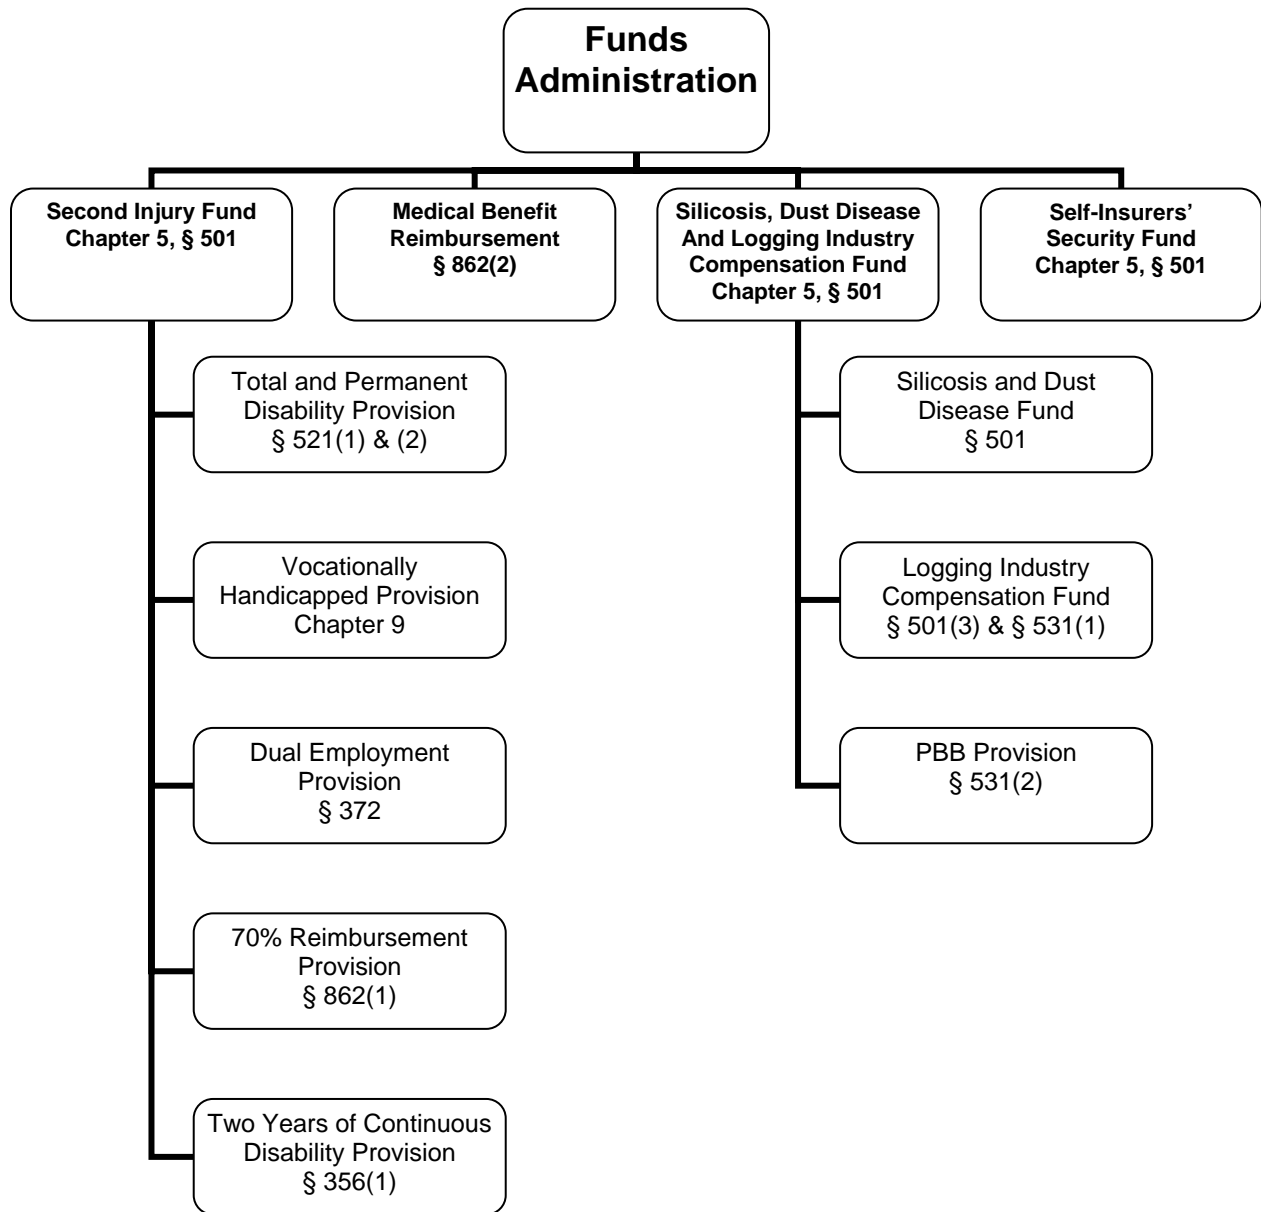 Funds
Administration
Second Injury Fund
Chapter 5, § 501
Medical Benefit
Reimbursement
§ 862(2)
Silicosis, Dust Disease
And Logging Industry
Compensation Fund
Chapter 5, § 501
Self-Insurers’
Security Fund
Chapter 5, § 501
Total and Permanent
Disability Provision
§ 521(1) & (2)
Vocationally
Handicapped Provision
Chapter 9
Dual Employment
Provision
§ 372
70% Reimbursement
Provision
§ 862(1)
Two Years of Continuous
Disability Provision
§ 356(1)
Silicosis and Dust
Disease Fund
§ 501
Logging Industry
Compensation Fund
§ 501(3) & § 531(1)
PBB Provision
§ 531(2)